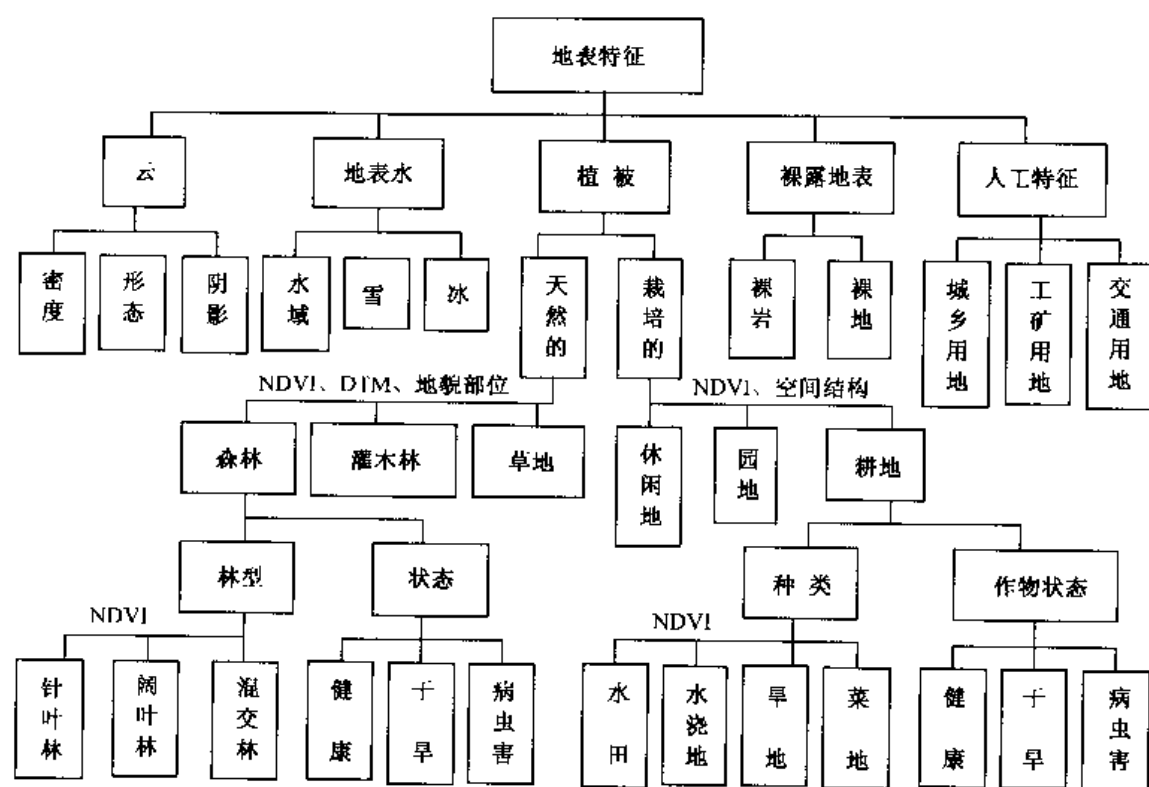 地表特征
云
地表水
植被
裸露地表
人工特征
密度
形态
阴影
水域
雪
冰
天然的
栽培的
裸岩
裸地
城乡用地
工矿用地
交通用地
NDVI、DTM、地貌部位
NDVI、空间结构
森林
灌木林
草地
休闲地
园地
耕地
林型
状态
种类
作物状态
NDVI
NDVI
针叶林
阔叶林
混交林
健康
干旱
病虫害
水田
水浇地
旱地
菜地
健康
干旱
病虫害